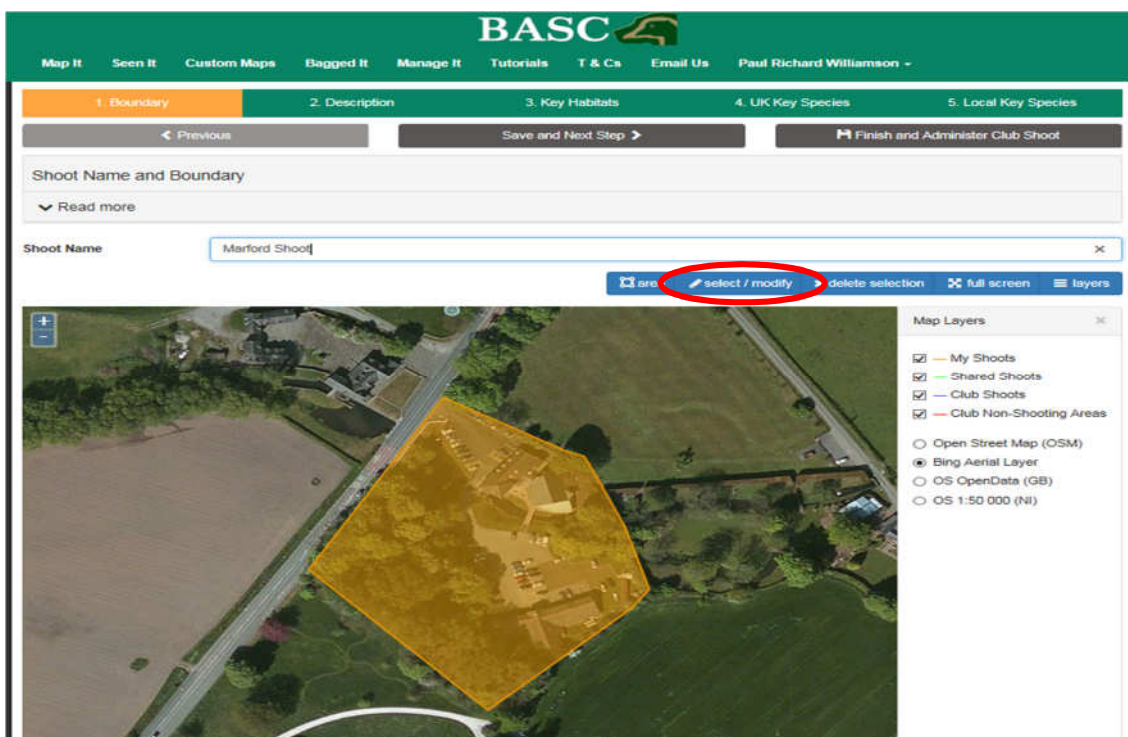 BASC
Map It Seen It Custom Maps Bagged It Manage It Tutorials T & Cs Email Us Paul Richard Williamson
1. Boundary 2. Description 3. Key Habitats 4. UK Key Species 5. Local Key Species
Previous Save and Next Step Finish and Administer Club Shoot
Shoot Name and Boundary
Read more
Shoot Name Marford Shoot ×
select / modify delete selection full screen layers
+
-
Map Layers ×
My Shoots
Shared Shoots
Club Shoots
Club Non-Shooting Areas
Open Street Map (OSM)
Bing Aerial Layer
OS OpenData (GB)
OS 1:50 000 (NI)